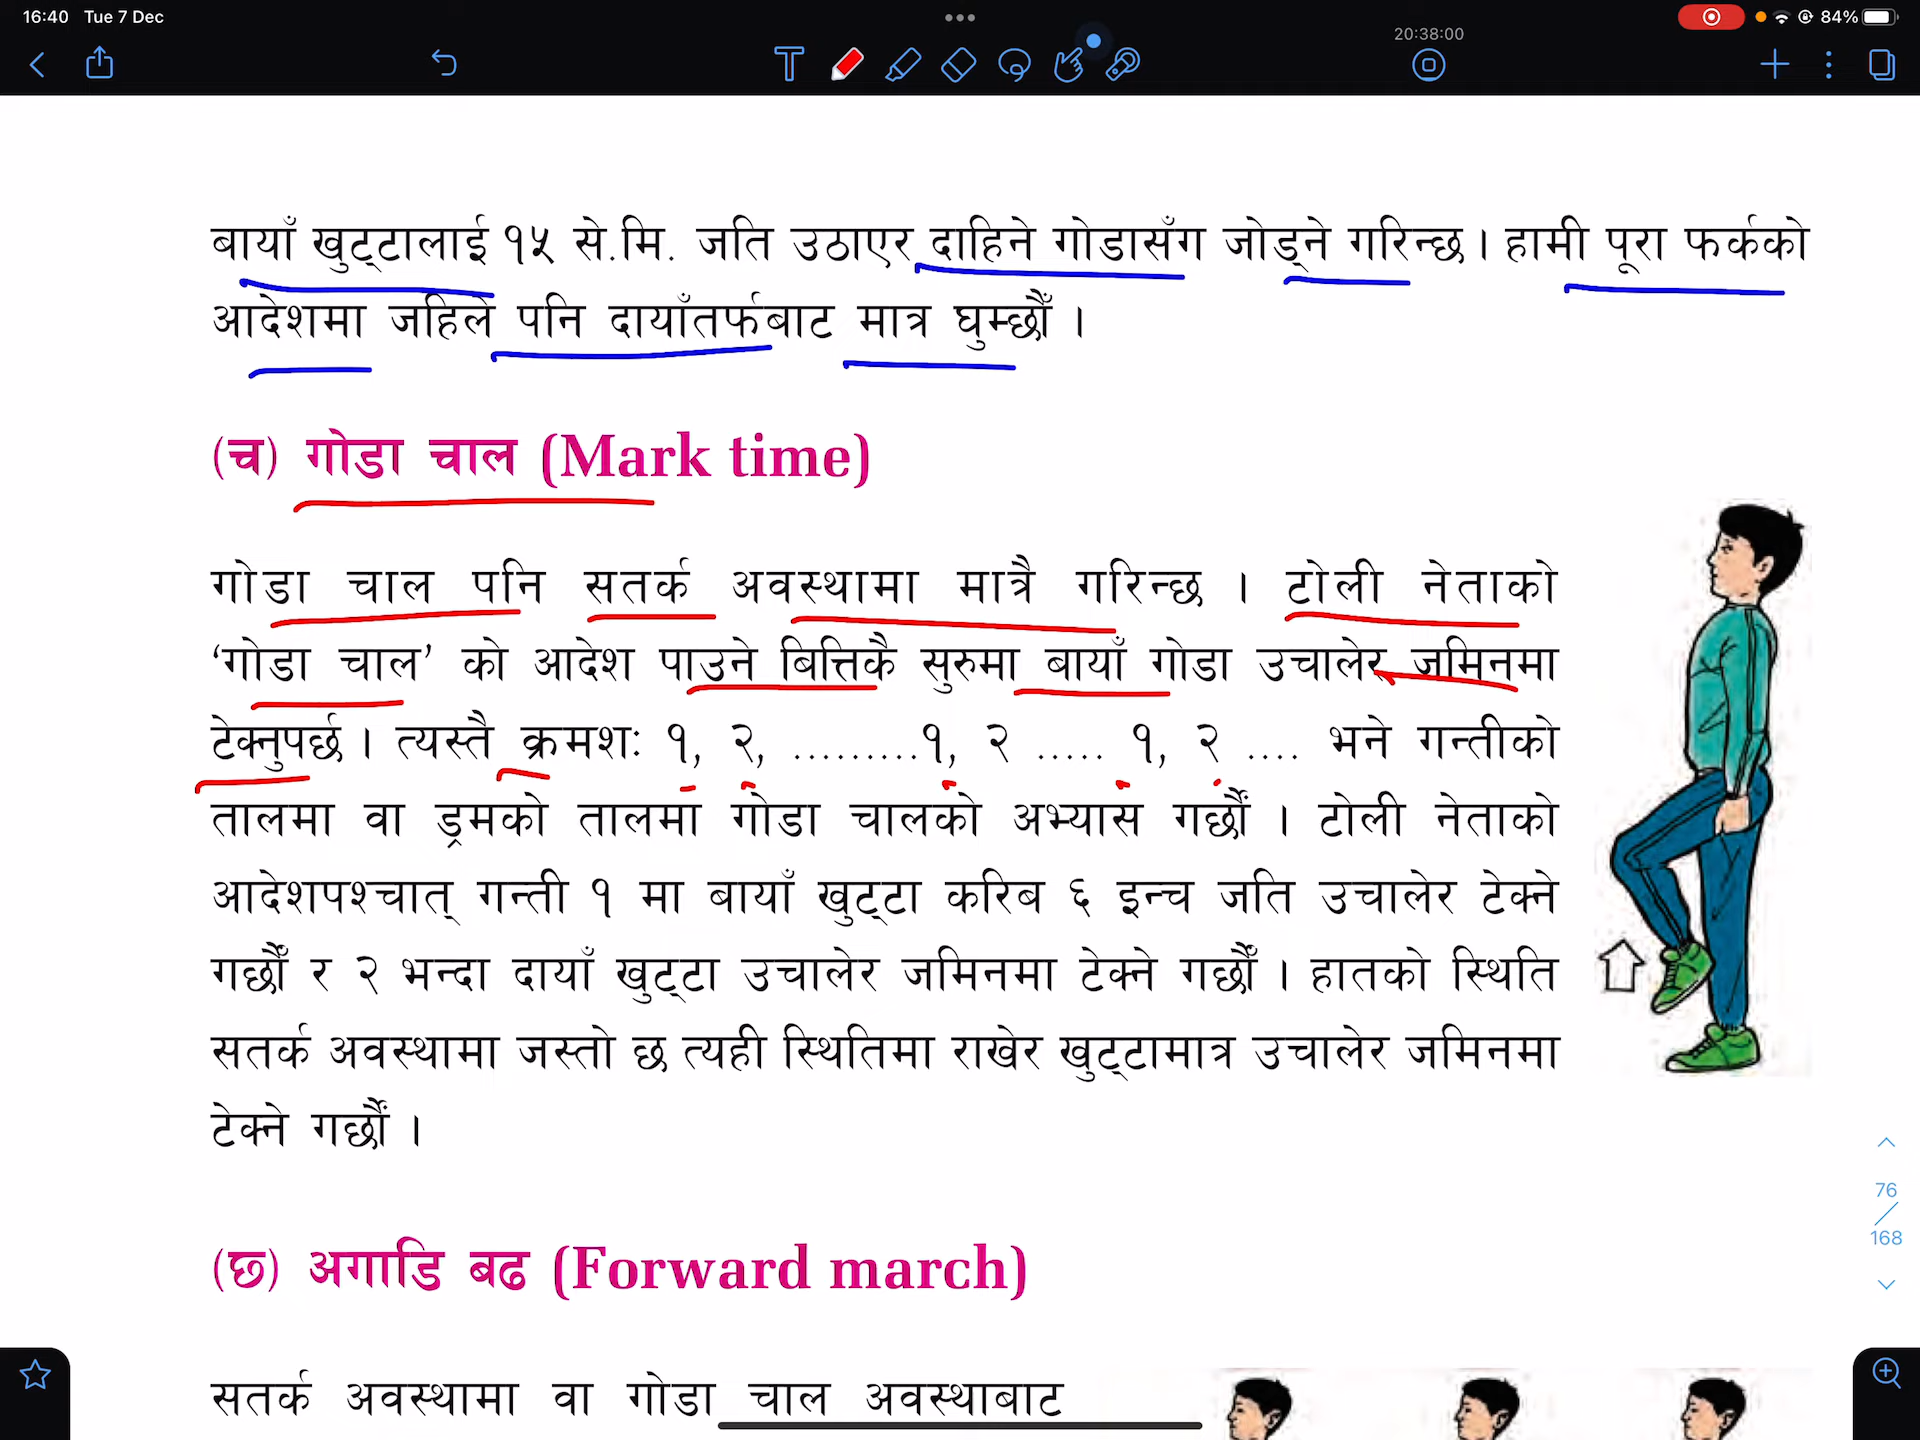 16:40 Tue 7 Dec
20:38:00
84%
बायाँ खुट्टालाई १५ से.मि. जति उठाएर दाहिने गोडासँग जोड्ने गरिन्छ। हामी पूरा फर्कको
आदेशमा जहिले पनि दायाँतर्फबाट मात्र घुम्छौँ ।
(च) गोडा चाल (Mark time)
गोडा चाल पनि सतर्क अवस्थामा मात्रै गरिन्छ । टोली नेताको
‘गोडा चाल’ को आदेश पाउने बित्तिकै सुरुमा बायाँ गोडा उचालेर जमिनमा
टेक्नुपर्छ । त्यस्तै क्रमशः १, २, .........१, २ ..... १, २ .... भने गन्तीको
तालमा वा ड्रमको तालमा गोडा चालको अभ्यास गर्छौं । टोली नेताको
आदेशपश्चात् गन्ती १ मा बायाँ खुट्टा करिब ६ इन्च जति उचालेर टेक्ने
गर्छौँ र २ भन्दा दायाँ खुट्टा उचालेर जमिनमा टेक्ने गर्छौँ । हातको स्थिति
सतर्क अवस्थामा जस्तो छ त्यही स्थितिमा राखेर खुट्टामात्र उचालेर जमिनमा
टेक्ने गर्छौं ।
76
168
(छ) अगाडि बढ (Forward march)
सतर्क अवस्थामा वा गोडा चाल अवस्थाबाट